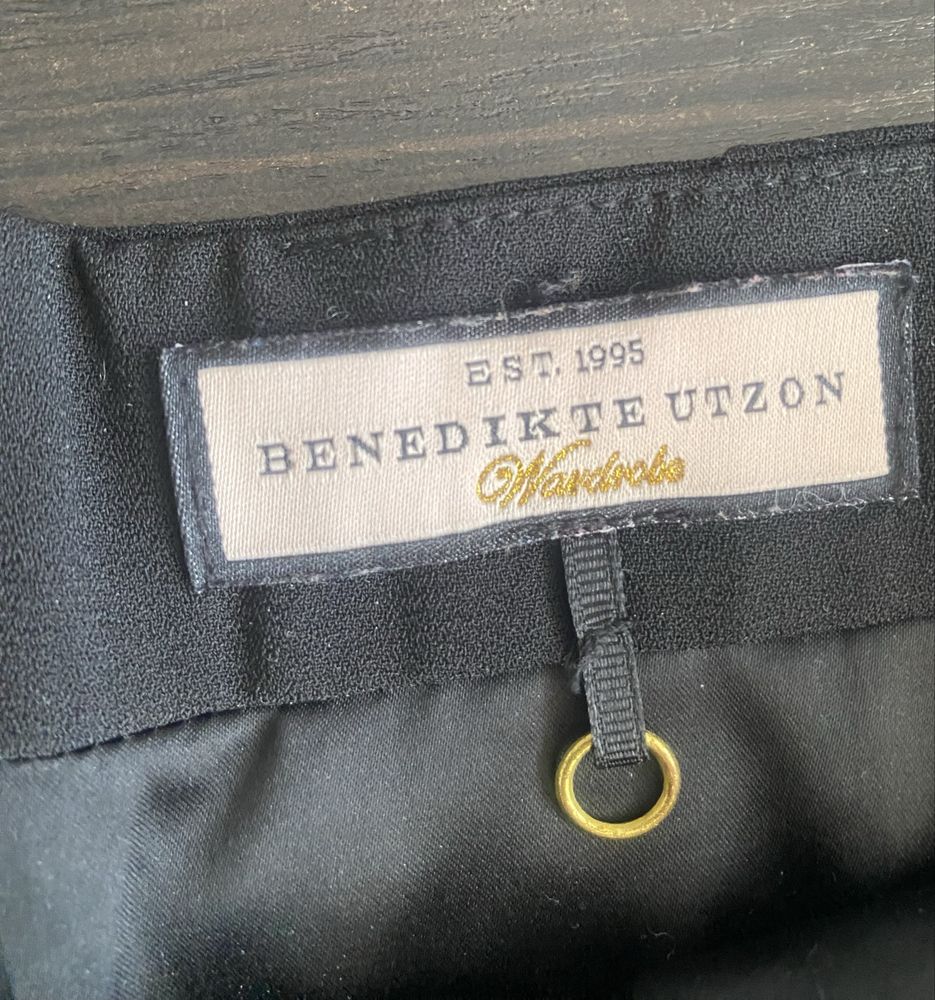 EST. 1995
BENEDIKTE UTZON
Wardrobe